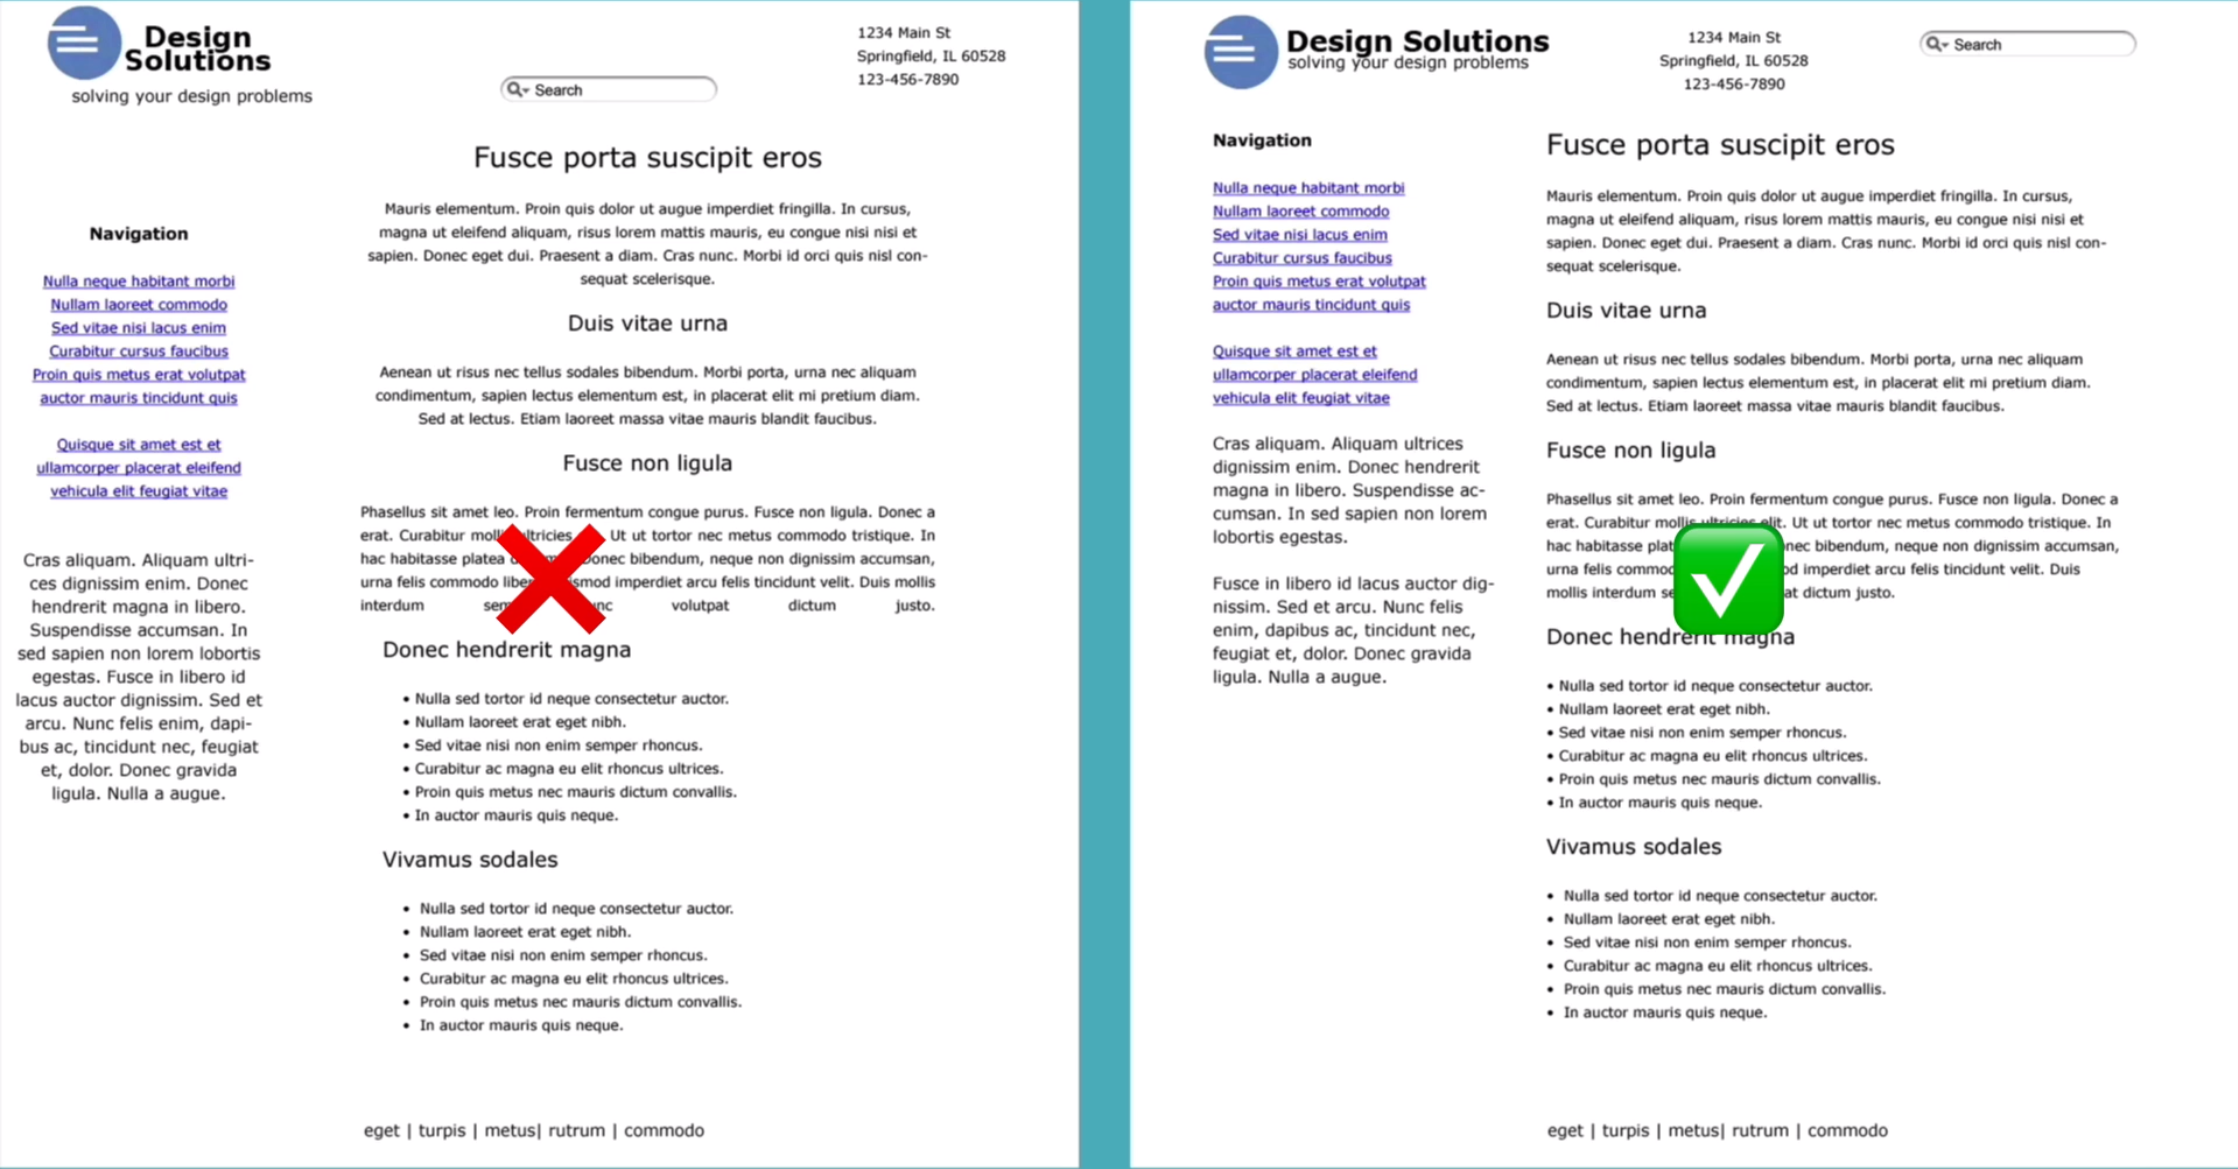 Design
Solutions
solving your design problems
Search
1234 Main St
Springfield, IL 60528
123-456-7890
Navigation
Nulla neque habitant morbi
Nullam laoreet commodo
Sed vitae nisi lacus enim
Curabitur cursus faucibus
Proin quis metus erat volutpat
auctor mauris tincidunt quis
Quisque sit amet est et
ullamcorper placerat eleifend
vehicula elit feugiat vitae
Cras aliquam. Aliquam ultri-
ces dignissim enim. Donec
hendrerit magna in libero.
Suspendisse accumsan. In
sed sapien non lorem lobortis
egestas. Fusce in libero id
lacus auctor dignissim. Sed et
arcu. Nunc felis enim, dapi-
bus ac, tincidunt nec, feugiat
et, dolor. Donec gravida
ligula. Nulla a augue.
Fusce porta suscipit eros
Mauris elementum. Proin quis dolor ut augue imperdiet fringilla. In cursus,
magna ut eleifend aliquam, risus lorem mattis mauris, eu congue nisi nisi et
sapien. Donec eget dui. Praesent a diam. Cras nunc. Morbi id orci quis nisl con-
sequat scelerisque.
Duis vitae urna
Aenean ut risus nec tellus sodales bibendum. Morbi porta, urna nec aliquam
condimentum, sapien lectus elementum est, in placerat elit mi pretium diam.
Sed at lectus. Etiam laoreet massa vitae mauris blandit faucibus.
Fusce non ligula
Phasellus sit amet leo. Proin fermentum congue purus. Fusce non ligula. Donec a
erat. Curabitur Ut ut tortor nec metus commodo tristique. In
hac habitasse platea bibendum, neque non dignissim accumsan,
urna felis commodo imperdiet arcu felis tincidunt velit. Duis mollis
interdum volutpat dictum justo.
Donec hendrerit magna
• Nulla sed tortor id neque consectetur auctor.
• Nullam laoreet erat eget nibh.
• Sed vitae nisi non enim semper rhoncus.
• Curabitur ac magna eu elit rhoncus ultrices.
• Proin quis metus nec mauris dictum convallis.
• In auctor mauris quis neque.
Vivamus sodales
• Nulla sed tortor id neque consectetur auctor.
• Nullam laoreet erat eget nibh.
• Sed vitae nisi non enim semper rhoncus.
• Curabitur ac magna eu elit rhoncus ultrices.
• Proin quis metus nec mauris dictum convallis.
• In auctor mauris quis neque.
eget | turpis | metus| rutrum | commodo
Design Solutions
solving your design problems
1234 Main St
Springfield, IL 60528
123-456-7890
Search
Navigation
Nulla neque habitant morbi
Nullam laoreet commodo
Sed vitae nisi lacus enim
Curabitur cursus faucibus
Proin quis metus erat volutpat
auctor mauris tincidunt quis
Quisque sit amet est et
ullamcorper placerat eleifend
vehicula elit feugiat vitae
Cras aliquam. Aliquam ultrices
dignissim enim. Donec hendrerit
magna in libero. Suspendisse ac-
cumsan. In sed sapien non lorem
lobortis egestas.
Fusce in libero id lacus auctor dig-
nissim. Sed et arcu. Nunc felis
enim, dapibus ac, tincidunt nec,
feugiat et, dolor. Donec gravida
ligula. Nulla a augue.
Fusce porta suscipit eros
Mauris elementum. Proin quis dolor ut augue imperdiet fringilla. In cursus,
magna ut eleifend aliquam, risus lorem mattis mauris, eu congue nisi nisi et
sapien. Donec eget dui. Praesent a diam. Cras nunc. Morbi id orci quis nisl con-
sequat scelerisque.
Duis vitae urna
Aenean ut risus nec tellus sodales bibendum. Morbi porta, urna nec aliquam
condimentum, sapien lectus elementum est, in placerat elit mi pretium diam.
Sed at lectus. Etiam laoreet massa vitae mauris blandit faucibus.
Fusce non ligula
Phasellus sit amet leo. Proin fermentum congue purus. Fusce non ligula. Donec a
erat. Curabitur mollis ultricies elit. Ut ut tortor nec metus commodo tristique. In
hac habitasse bibendum, neque non dignissim accumsan,
urna felis imperdiet arcu felis tincidunt velit. Duis
mollis interdum dictum justo.
Donec hendrerit magna
• Nulla sed tortor id neque consectetur auctor.
• Nullam laoreet erat eget nibh.
• Sed vitae nisi non enim semper rhoncus.
• Curabitur ac magna eu elit rhoncus ultrices.
• Proin quis metus nec mauris dictum convallis.
• In auctor mauris quis neque.
Vivamus sodales
• Nulla sed tortor id neque consectetur auctor.
• Nullam laoreet erat eget nibh.
• Sed vitae nisi non enim semper rhoncus.
• Curabitur ac magna eu elit rhoncus ultrices.
• Proin quis metus nec mauris dictum convallis.
• In auctor mauris quis neque.
eget | turpis | metus| rutrum | commodo